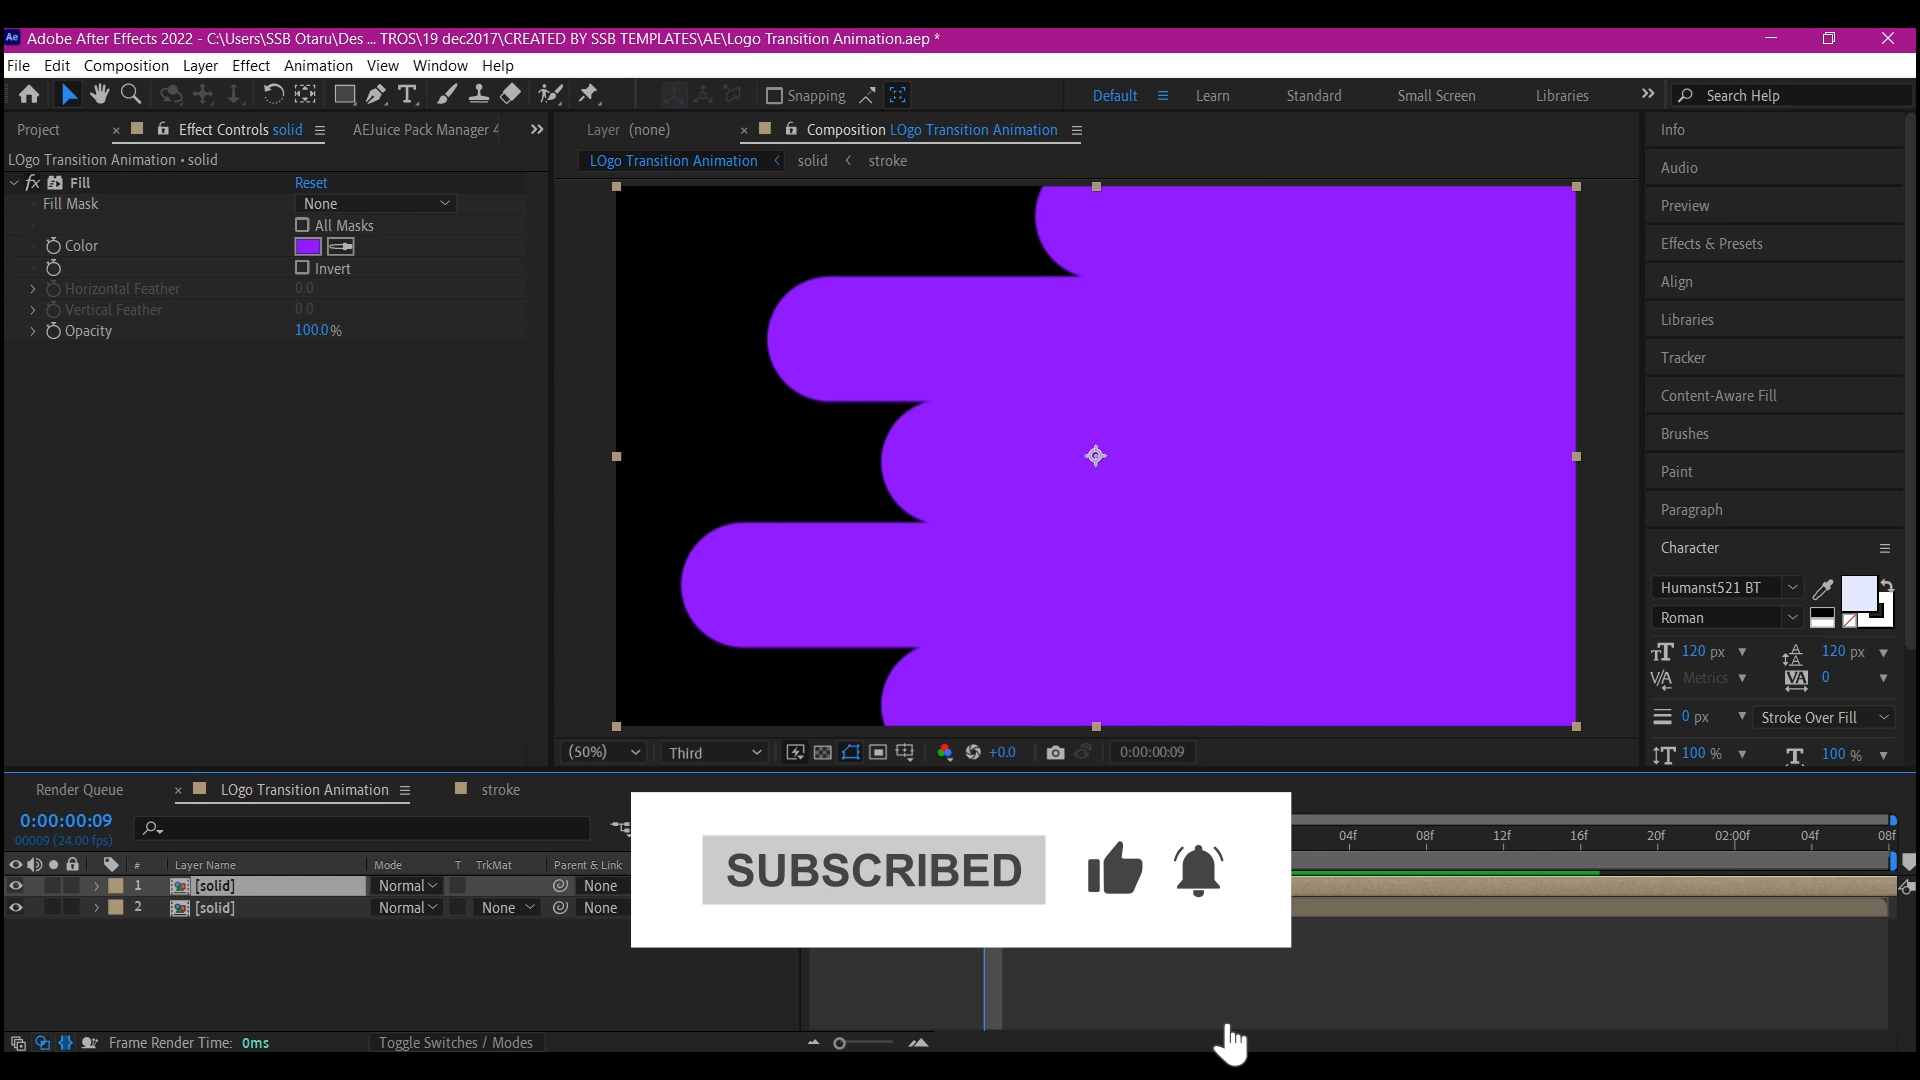 Ae Adobe After Effects 2022 - C:\Users\SSB Otaru\Des ... TROS\19 dec2017\CREATED BY SSB TEMPLATES\AE\Logo Transition Animation.aep *
File Edit Composition Layer Effect Animation View Window Help
Snapping Default Learn Standard Small Screen Libraries Search Help
Project Effect Controls solid AEJuice Pack Manager 4 Layer (none) Composition LOgo Transition Animation Info
LOgo Transition Animation • solid LOgo Transition Animation solid stroke
Audio
fx Fill Reset
Fill Mask None Preview
All Masks
Color Effects & Presets
Invert
Horizontal Feather 0.0 Align
Vertical Feather 0.0
Opacity 100.0% Libraries
Tracker
Content-Aware Fill
Brushes
Paint
Paragraph
Character
Humanst521 BT
Roman
120 px 120 px
Metrics 0
0 px Stroke Over Fill
(50%) Third +0.0 0:00:00:09 100 % 100 %
Render Queue LOgo Transition Animation stroke
0:00:00:09
00009 (24.00 fps) 04f 08f 12f 16f 20f 02:00f 04f 08f
# Layer Name Mode T TrkMat Parent & Link
1 [solid] Normal None
2 [solid] Normal None None
SUBSCRIBED
Frame Render Time: 0ms Toggle Switches / Modes